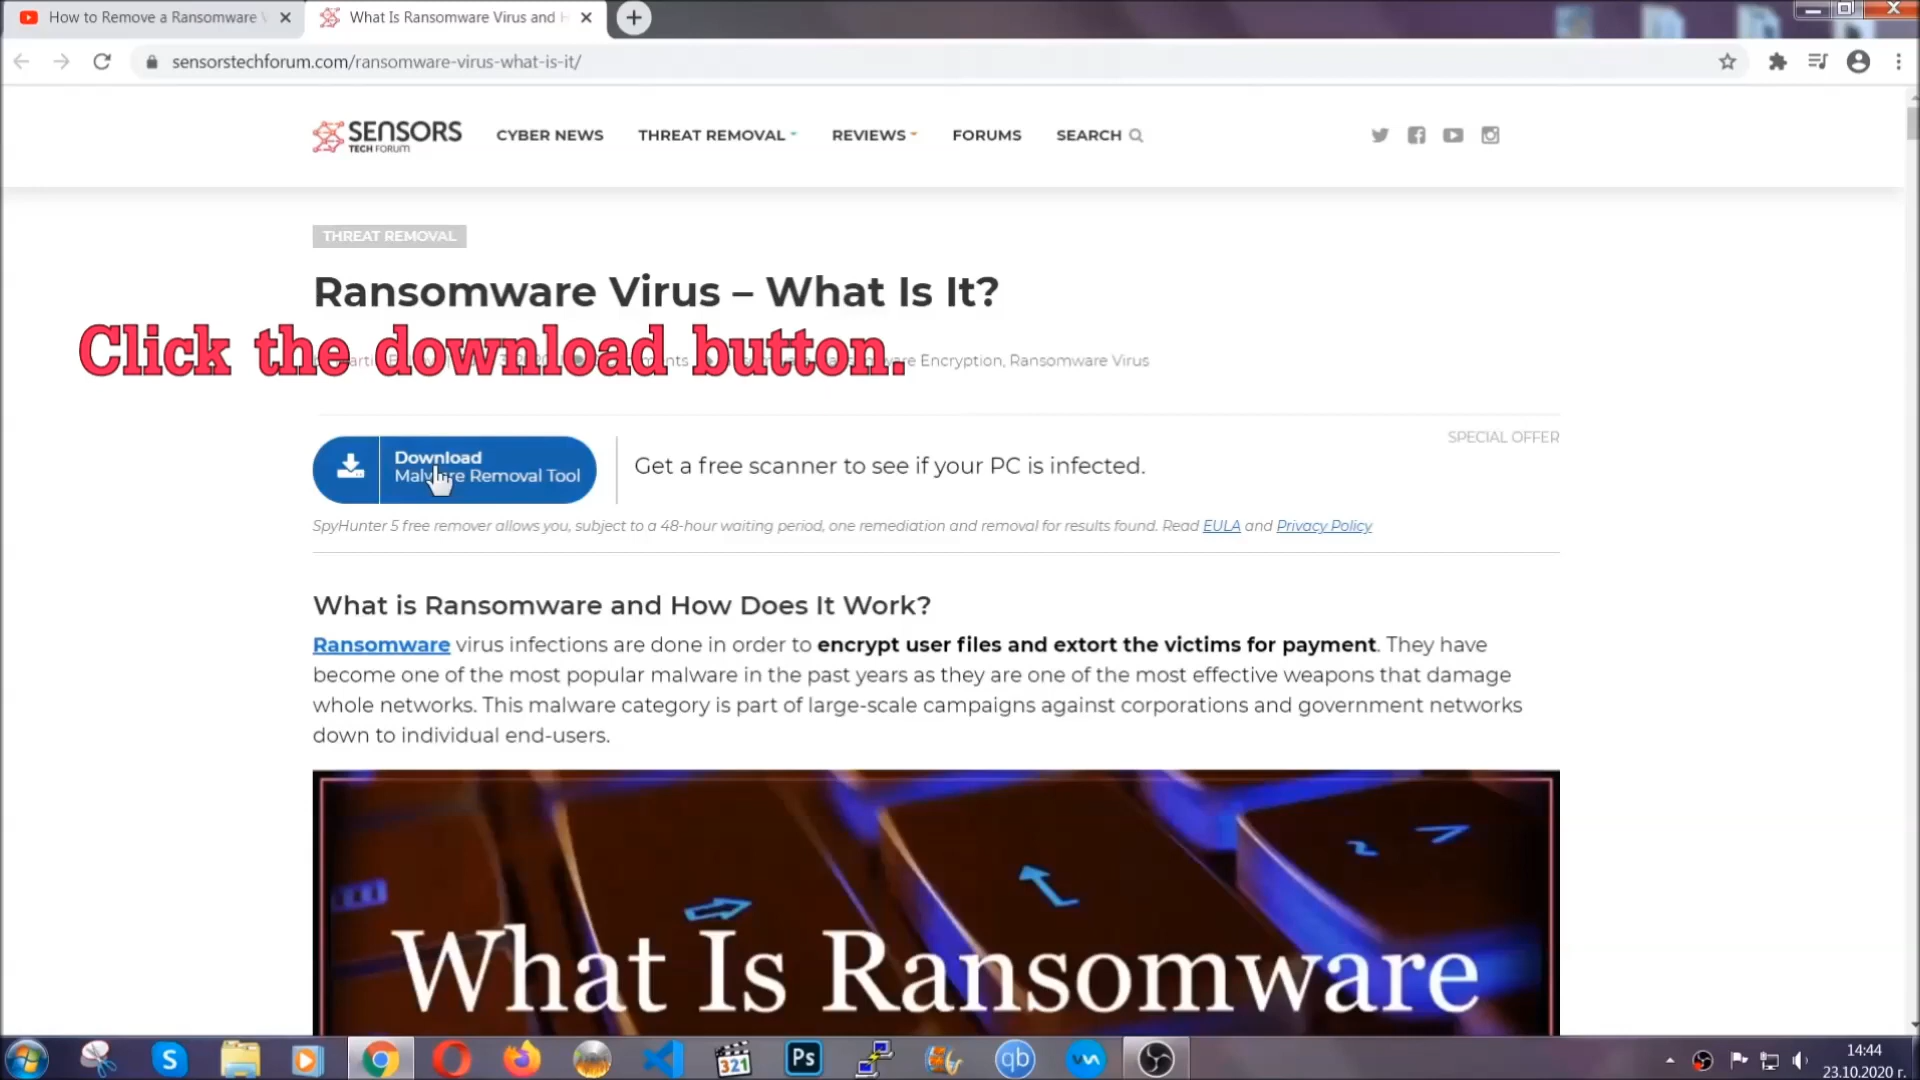 How to Remove a Ransomware V
What Is Ransomware Virus and H
sensorstechforum.com/ransomware-virus-what-is-it/
SENSORS
TECH FORUM
CYBER NEWS
THREAT REMOVAL
REVIEWS
FORUMS
SEARCH
THREAT REMOVAL
Ransomware Virus – What Is It?
Click the download button.
Encryption, Ransomware Virus
SPECIAL OFFER
Download
Malware Removal Tool
Get a free scanner to see if your PC is infected.
SpyHunter 5 free remover allows you, subject to a 48-hour waiting period, one remediation and removal for results found. Read EULA and Privacy Policy
What is Ransomware and How Does It Work?
Ransomware virus infections are done in order to encrypt user files and extort the victims for payment. They have
become one of the most popular malware in the past years as they are one of the most effective weapons that damage
whole networks. This malware category is part of large-scale campaigns against corporations and government networks
down to individual end-users.
What Is Ransomware
S
321
Ps
qb
14:44
23.10.2020 г.